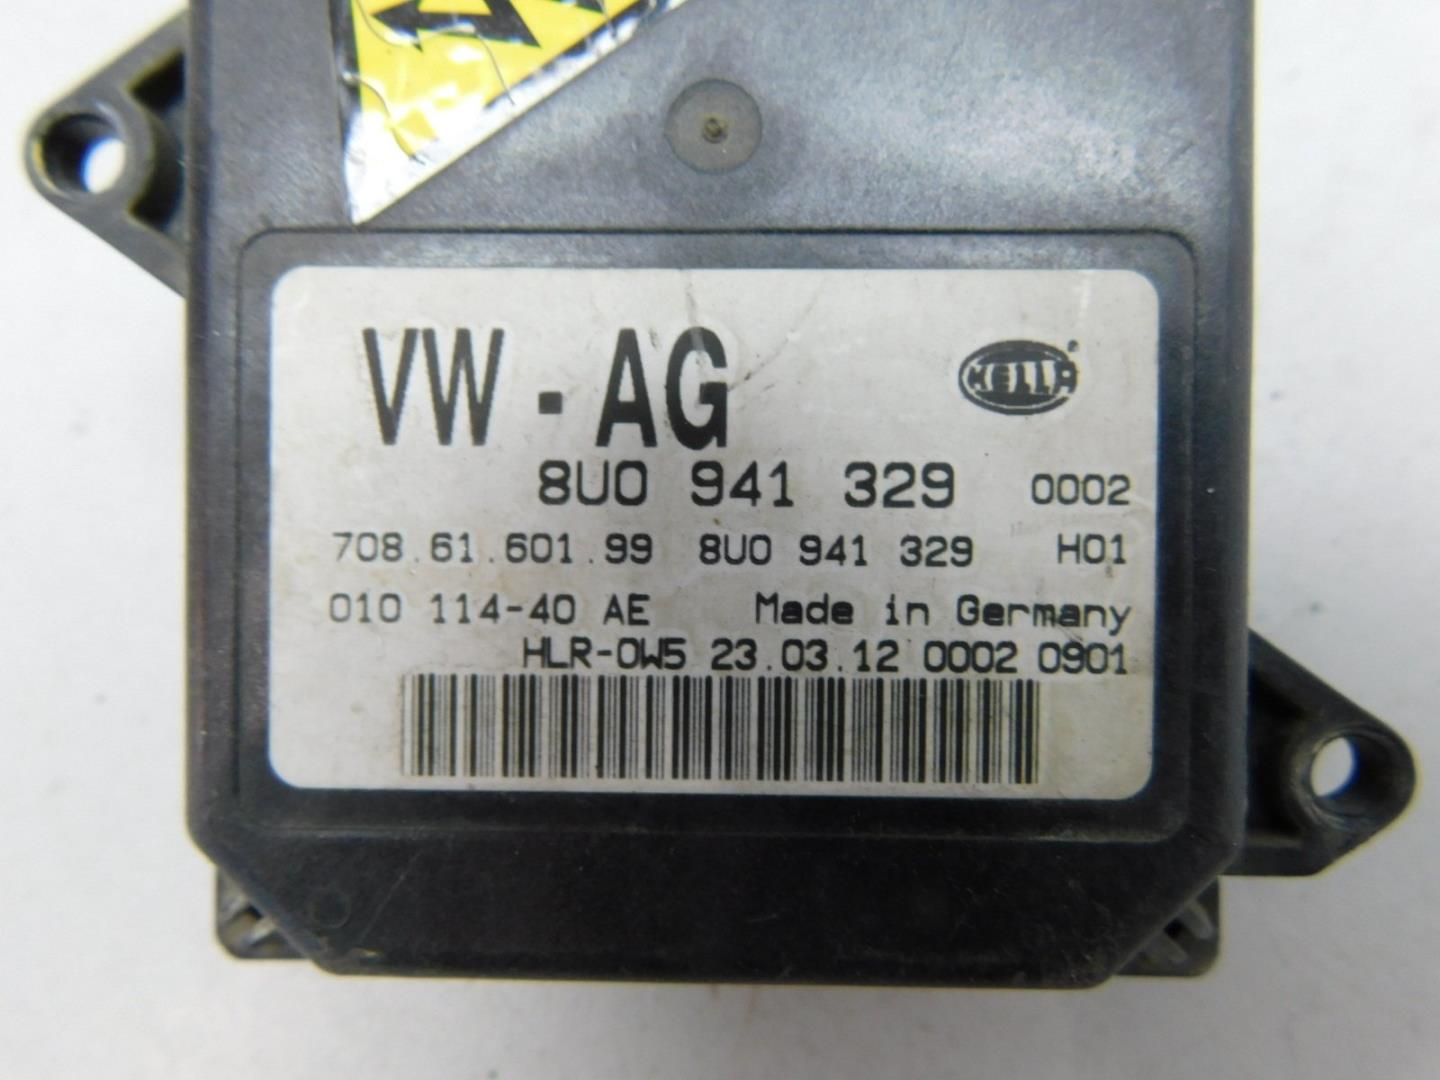 VW - AG
HELLA®
8U0 941 329 0002
708.61.601.99 8U0 941 329 H01
010 114-40 AE Made in Germany
HLR-0W5 23.03.12 0002 0901